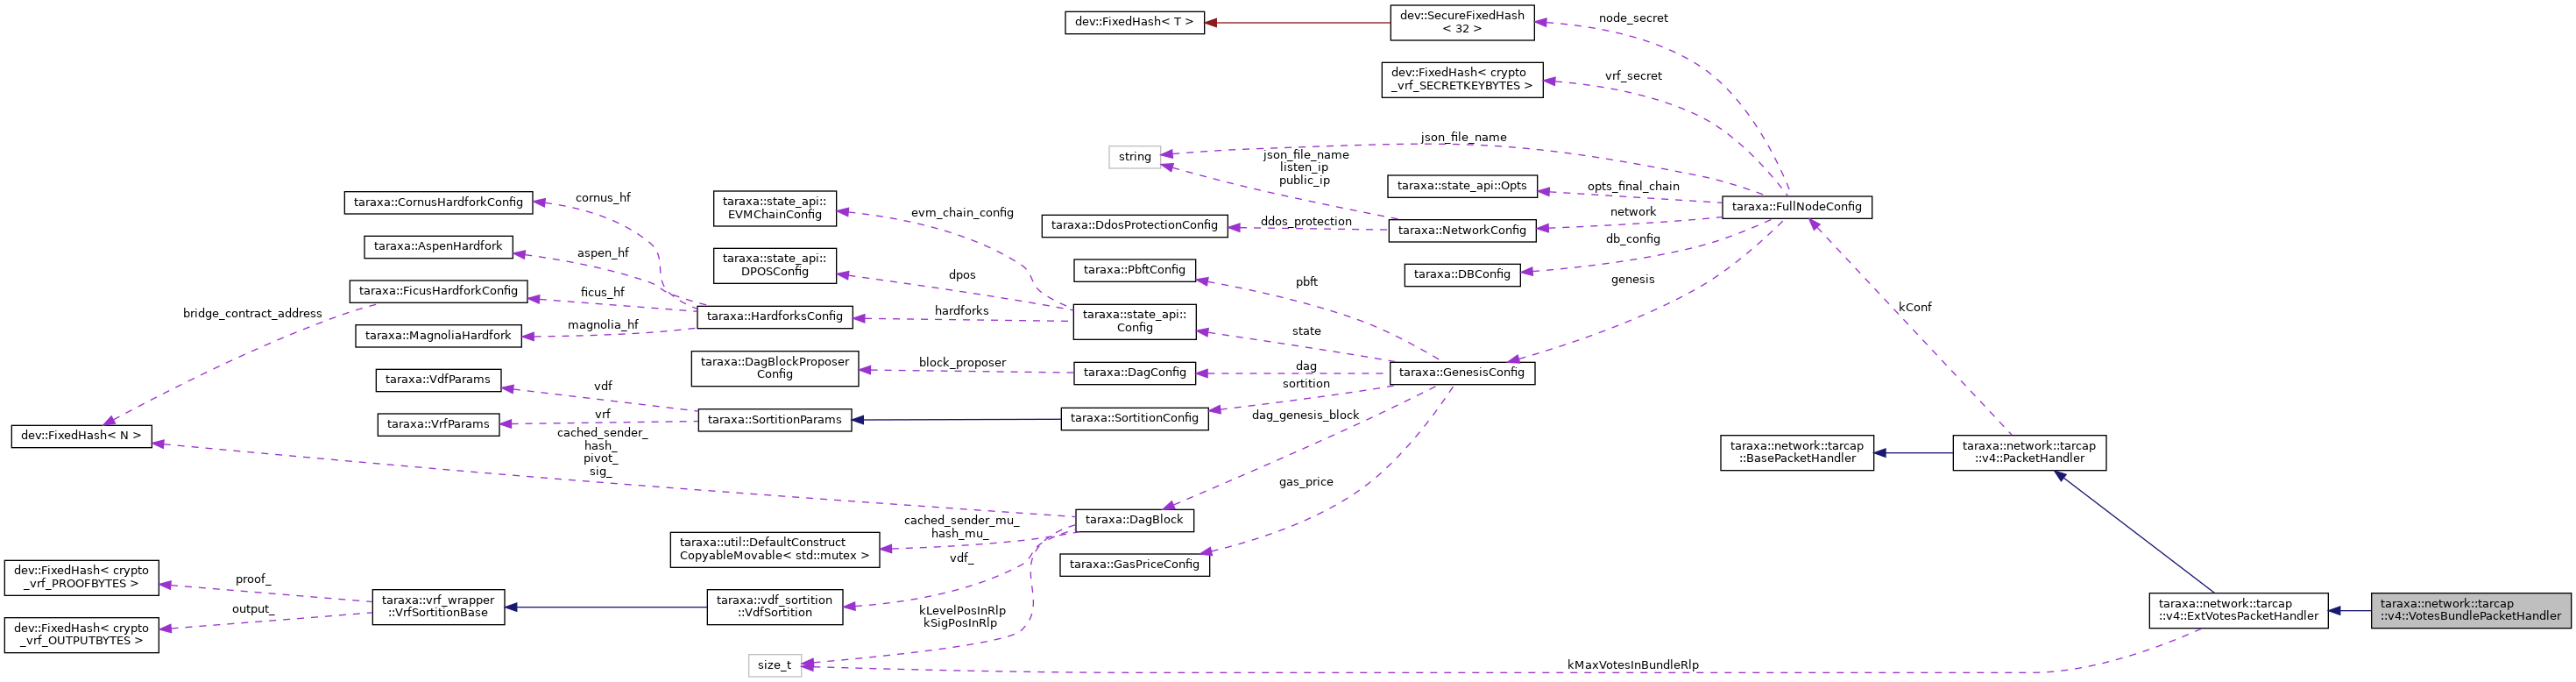 dev::FixedHash< T >
dev::SecureFixedHash
< 32 >
node_secret
dev::FixedHash< crypto
_vrf_SECRETKEYBYTES >
vrf_secret
json_file_name
string
json_file_name
listen_ip
public_ip
taraxa::state_api::Opts
opts_final_chain
taraxa::FullNodeConfig
taraxa::CornusHardforkConfig
cornus_hf
taraxa::state_api::
EVMChainConfig
evm_chain_config
taraxa::DdosProtectionConfig
ddos_protection
taraxa::NetworkConfig
network
taraxa::AspenHardfork
aspen_hf
taraxa::state_api::
DPOSConfig
dpos
taraxa::PbftConfig
pbft
taraxa::DBConfig
db_config
genesis
taraxa::FicusHardforkConfig
ficus_hf
bridge_contract_address
taraxa::MagnoliaHardfork
magnolia_hf
taraxa::HardforksConfig
hardforks
taraxa::state_api::
Config
state
kConf
taraxa::DagBlockProposer
Config
block_proposer
taraxa::DagConfig
dag
taraxa::GenesisConfig
taraxa::VdfParams
vdf
sortition
taraxa::VrfParams
vrf
taraxa::SortitionParams
taraxa::SortitionConfig
dag_genesis_block
dev::FixedHash< N >
cached_sender_
hash_
pivot_
sig_
taraxa::network::tarcap
::BasePacketHandler
taraxa::network::tarcap
::v4::PacketHandler
gas_price
taraxa::DagBlock
cached_sender_mu_
hash_mu_
taraxa::util::DefaultConstruct
CopyableMovable< std::mutex >
vdf_
taraxa::GasPriceConfig
dev::FixedHash< crypto
_vrf_PROOFBYTES >
proof_
taraxa::vrf_wrapper
::VrfSortitionBase
taraxa::vdf_sortition
::VdfSortition
output_
dev::FixedHash< crypto
_vrf_OUTPUTBYTES >
kLevelPosInRlp
kSigPosInRlp
taraxa::network::tarcap
::v4::ExtVotesPacketHandler
taraxa::network::tarcap
::v4::VotesBundlePacketHandler
size_t
kMaxVotesInBundleRlp